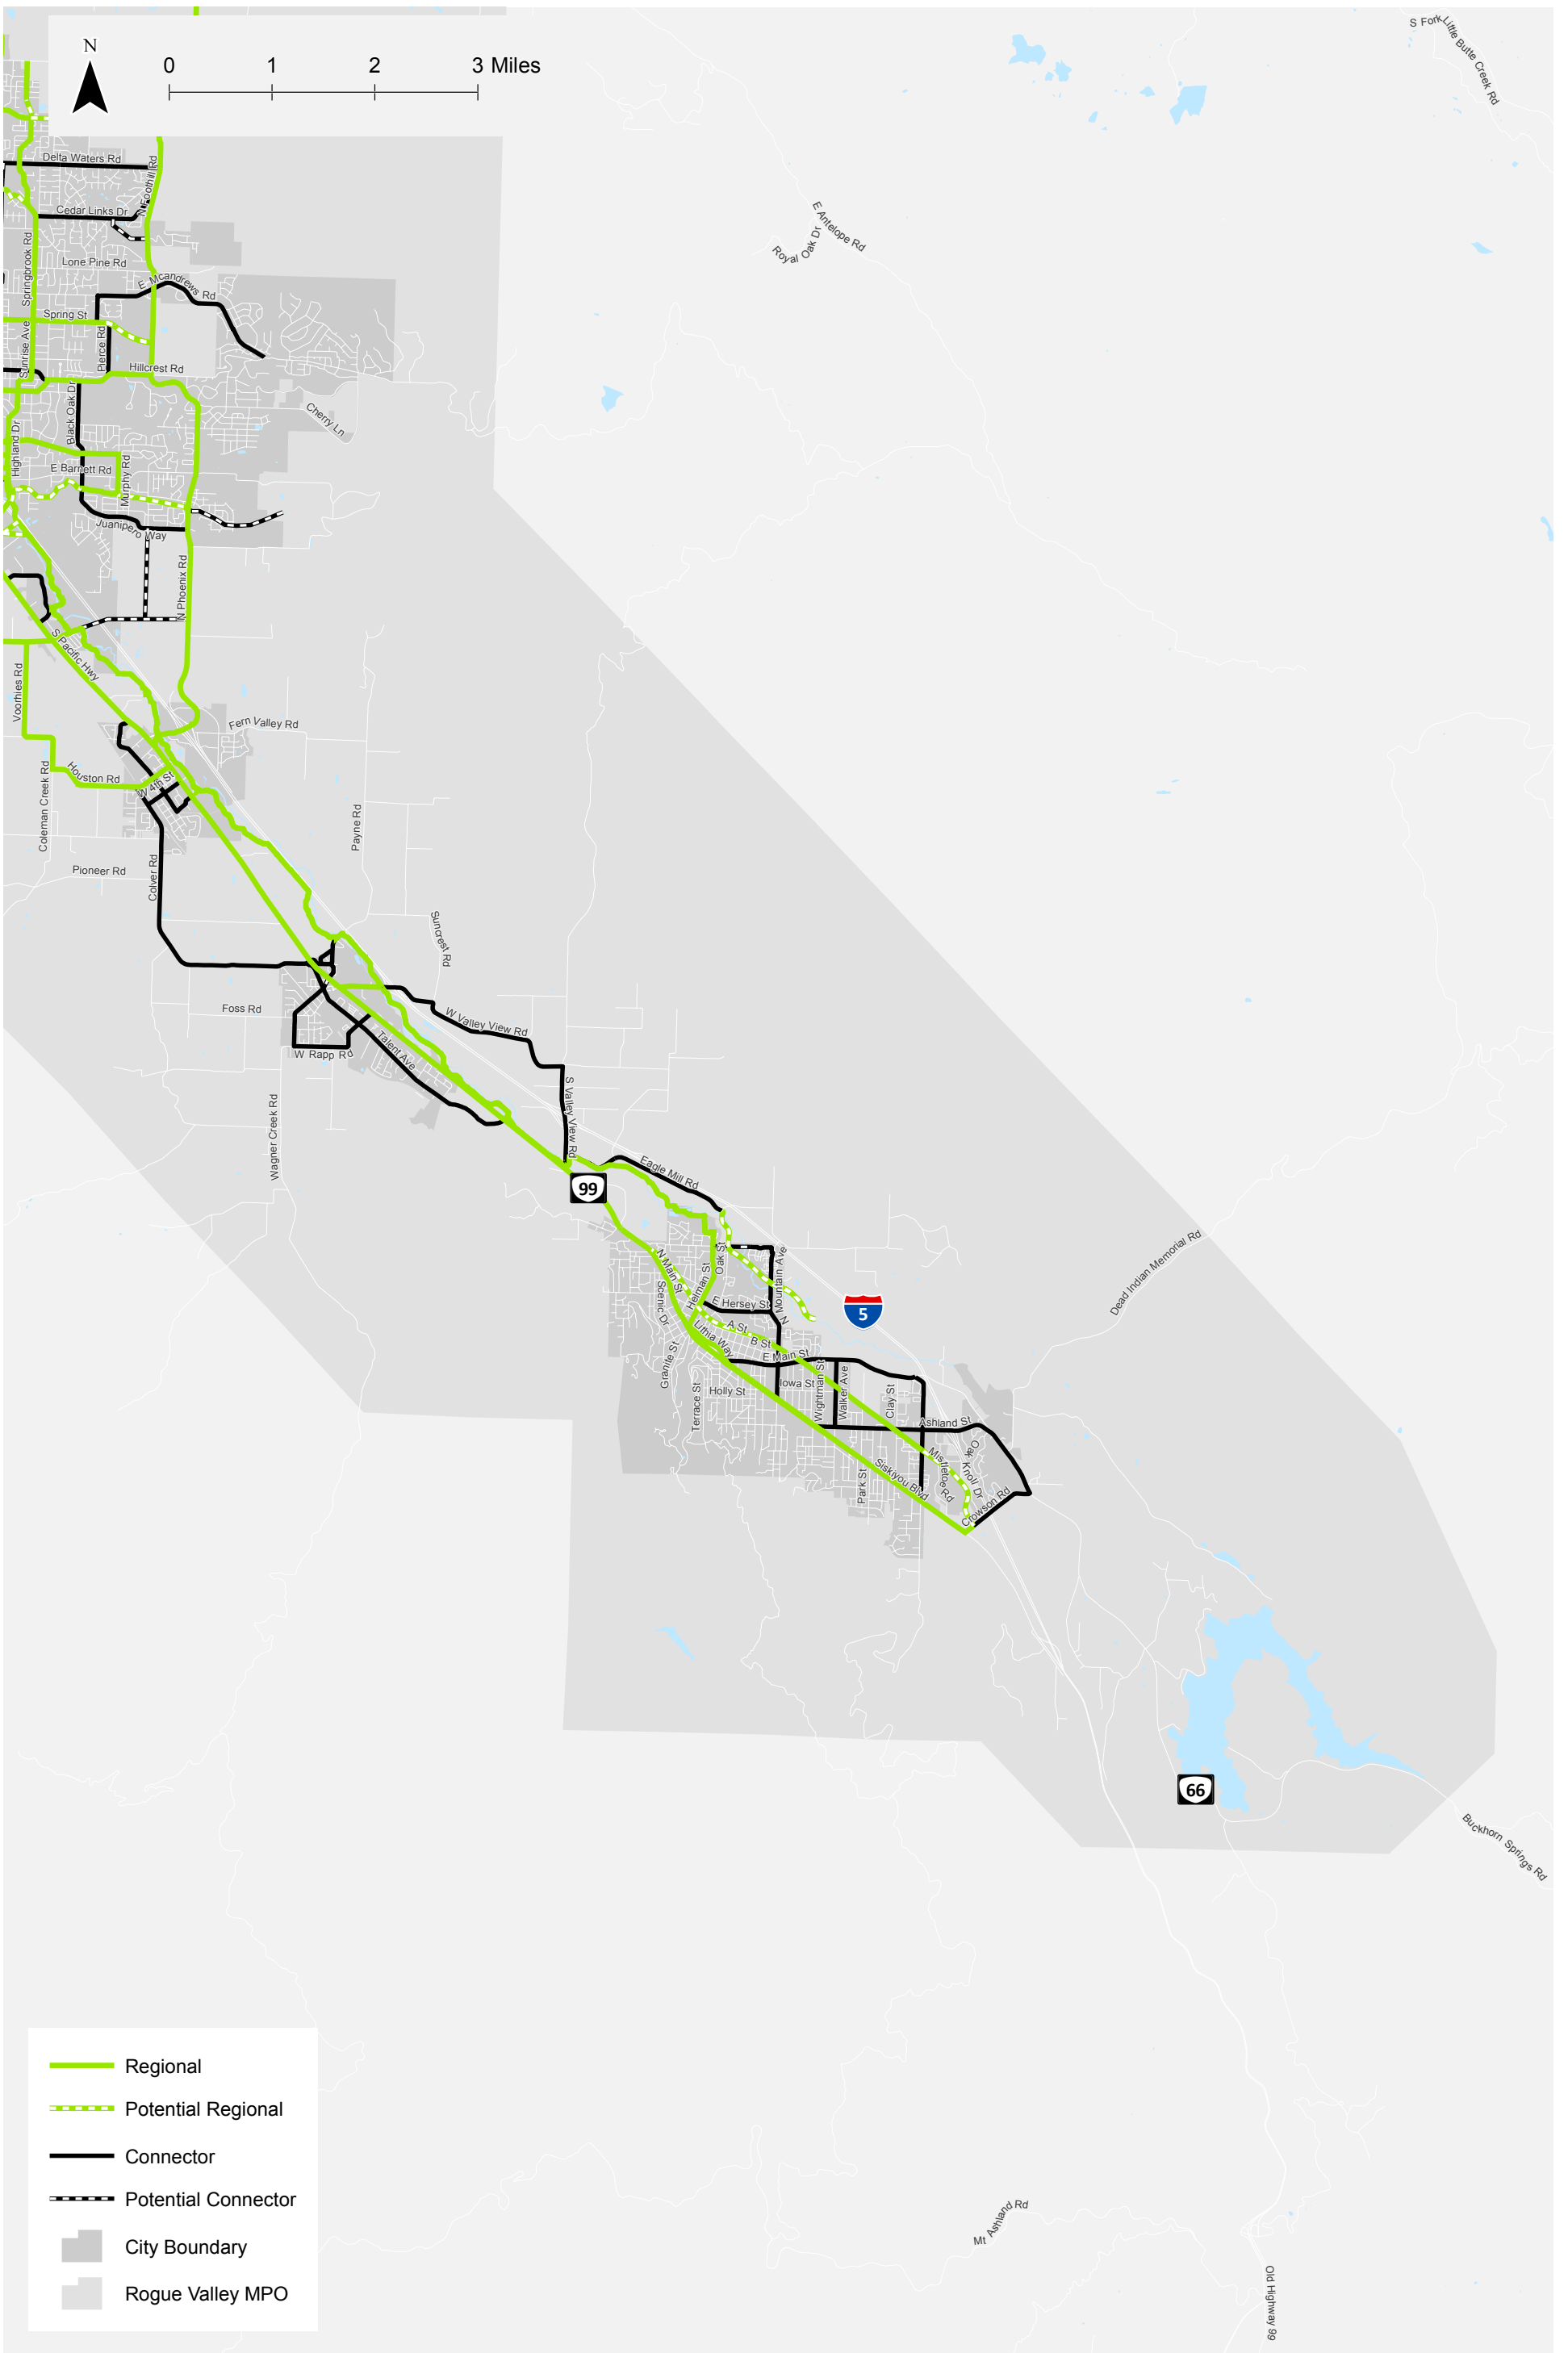 S Fork Little Butte Creek Rd
N
0 1 2 3 Miles
Delta Waters Rd
N Foothill Rd
Cedar Links Dr
E Antelope Rd
Royal Oak Dr
Springbrook Rd
Lone Pine Rd
E Mcandrews Rd
Spring St
Sunrise Ave
Pierce Rd
Hillcrest Rd
Black Oak Dr
Cherry Ln
Highland Dr
E Barnett Rd
Murphy Rd
Juanipero Way
N Phoenix Rd
S Pacific Hwy
Voorhies Rd
Fern Valley Rd
Houston Rd
W 4th St
Coleman Creek Rd
Payne Rd
Pioneer Rd
Colver Rd
Suncrest Rd
Foss Rd
W Valley View Rd
W Rapp Rd
Talent Ave
S Valley View Rd
Wagner Creek Rd
Eagle Mill Rd
99
Dead Indian Memorial Rd
N Main St
Oak St
N Mountain Ave
Scenic Dr
Helman St
E Hersey St
5
A St
B St
Lithia Way
E Main St
Granite St
Iowa St
Holly St
Terrace St
Wightman St
Walker Ave
Clay St
Ashland St
Oak Knoll Dr
Mistletoe Rd
Siskiyou Blvd
Park St
Crowson Rd
66
Buckhorn Springs Rd
Regional
Potential Regional
Connector
Potential Connector
City Boundary
Rogue Valley MPO
Mt Ashland Rd
Old Highway 99